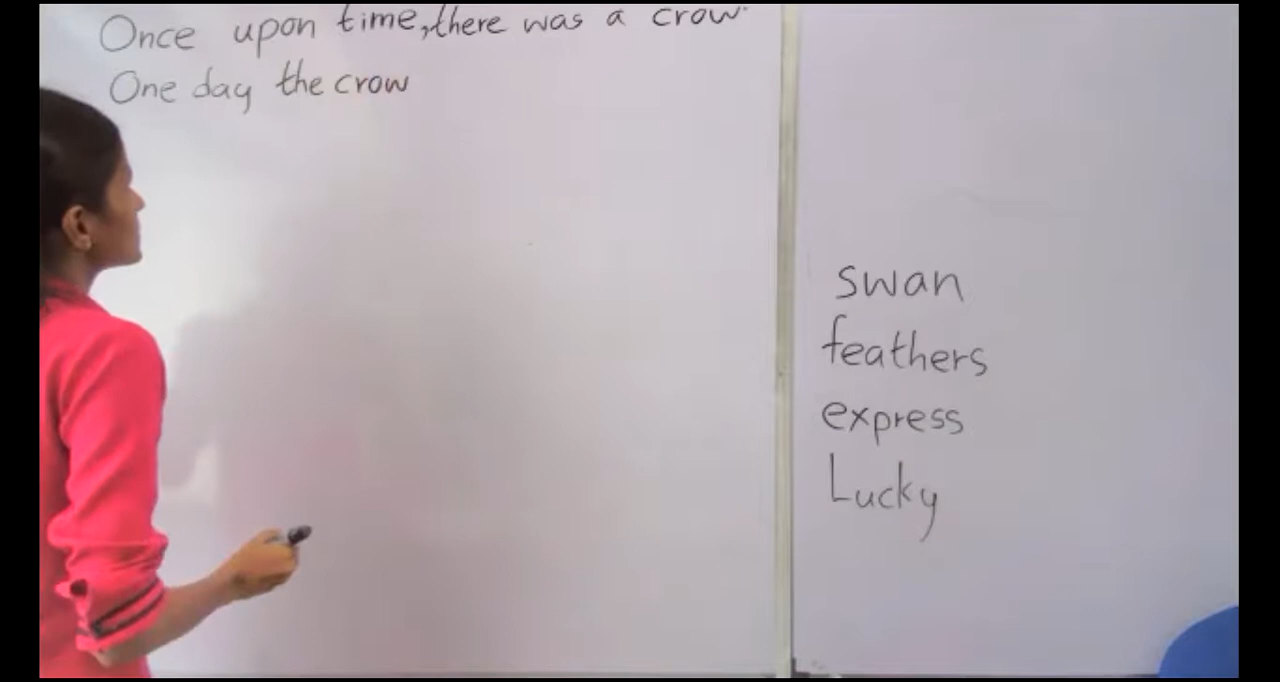 Once upon time, there was a crow.
One day the crow
swan
feathers
express
Lucky